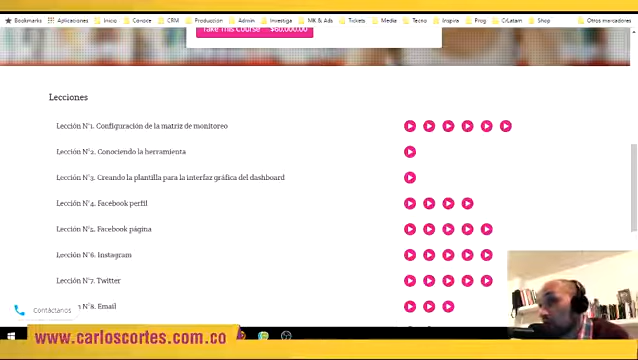 Bookmarks Aplicaciones Inicio Conoce CRM Produccion Admin Investiga MK & Ads Tickets Media Tecno Inspira Prog CrLatam Shop Otros marcadores
Take This Course $60.000.00
Lecciones
Lección N°1. Configuración de la matriz de monitoreo
Lección N°2. Conociendo la herramienta
Lección N°3. Creando la plantilla para la interfaz gráfica del dashboard
Lección N°4. Facebook perfil
Lección N°5. Facebook página
Lección N°6. Instagram
Lección N°7. Twitter
N°8. Email
Contáctanos
www.carloscortes.com.co